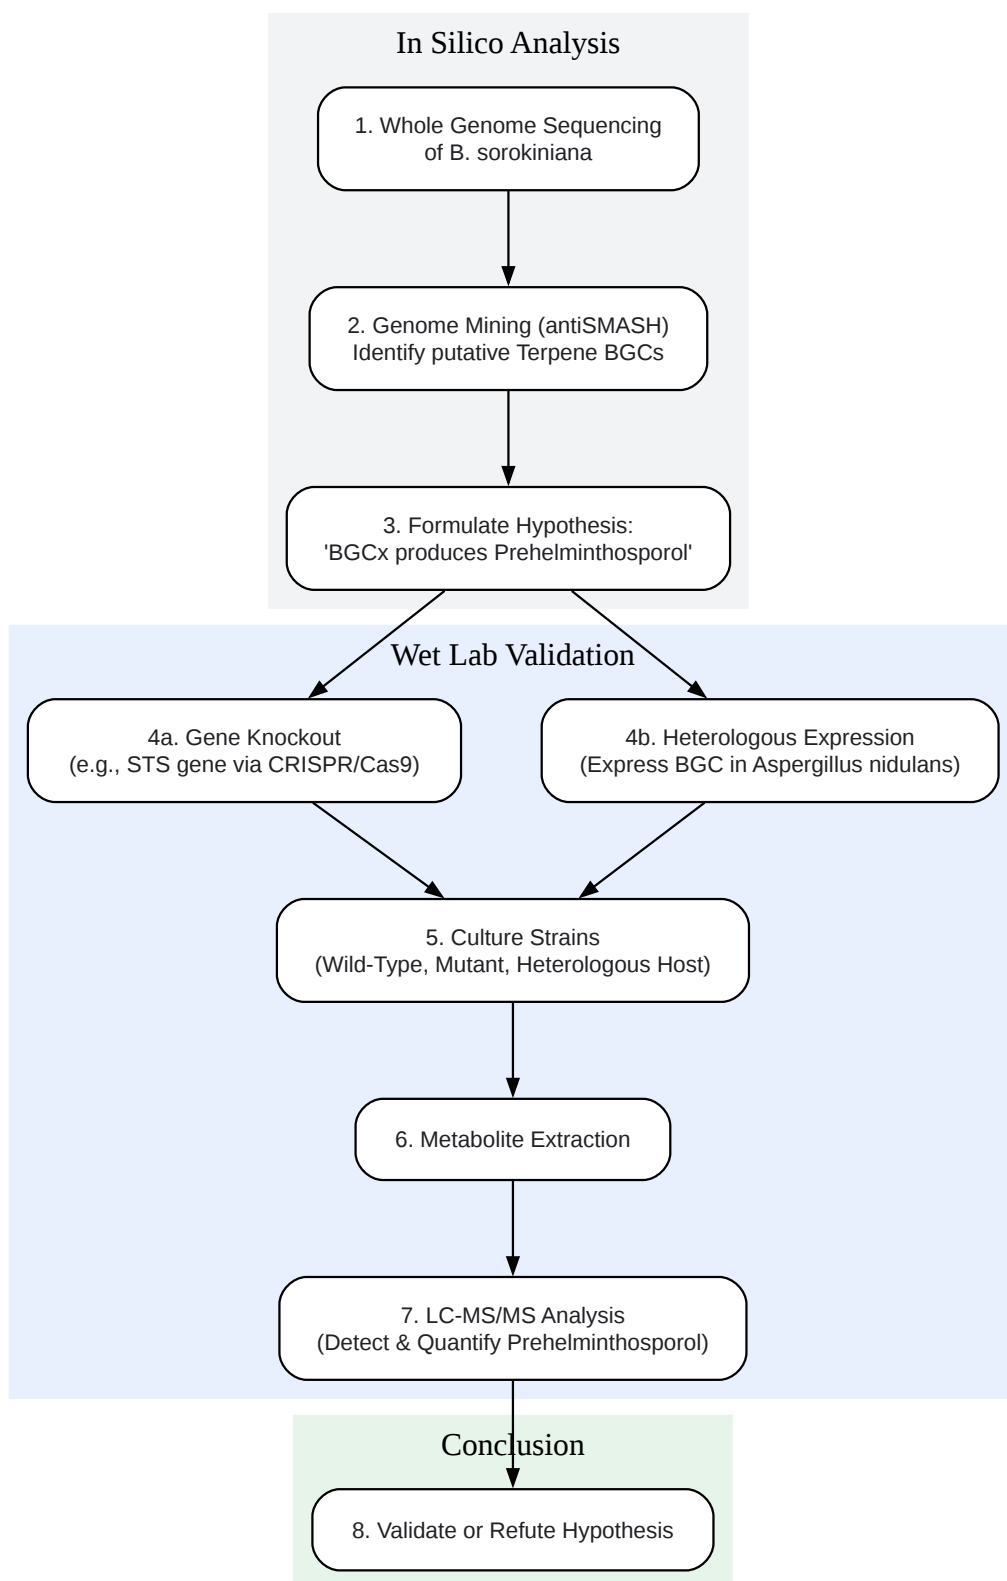 In Silico Analysis
1. Whole Genome Sequencing
of B. sorokiniana
2. Genome Mining (antiSMASH)
Identify putative Terpene BGCs
3. Formulate Hypothesis:
'BGCx produces Prehelminthosporol'
Wet Lab Validation
4a. Gene Knockout
(e.g., STS gene via CRISPR/Cas9)
4b. Heterologous Expression
(Express BGC in Aspergillus nidulans)
5. Culture Strains
(Wild-Type, Mutant, Heterologous Host)
6. Metabolite Extraction
7. LC-MS/MS Analysis
(Detect & Quantify Prehelminthosporol)
Conclusion
8. Validate or Refute Hypothesis